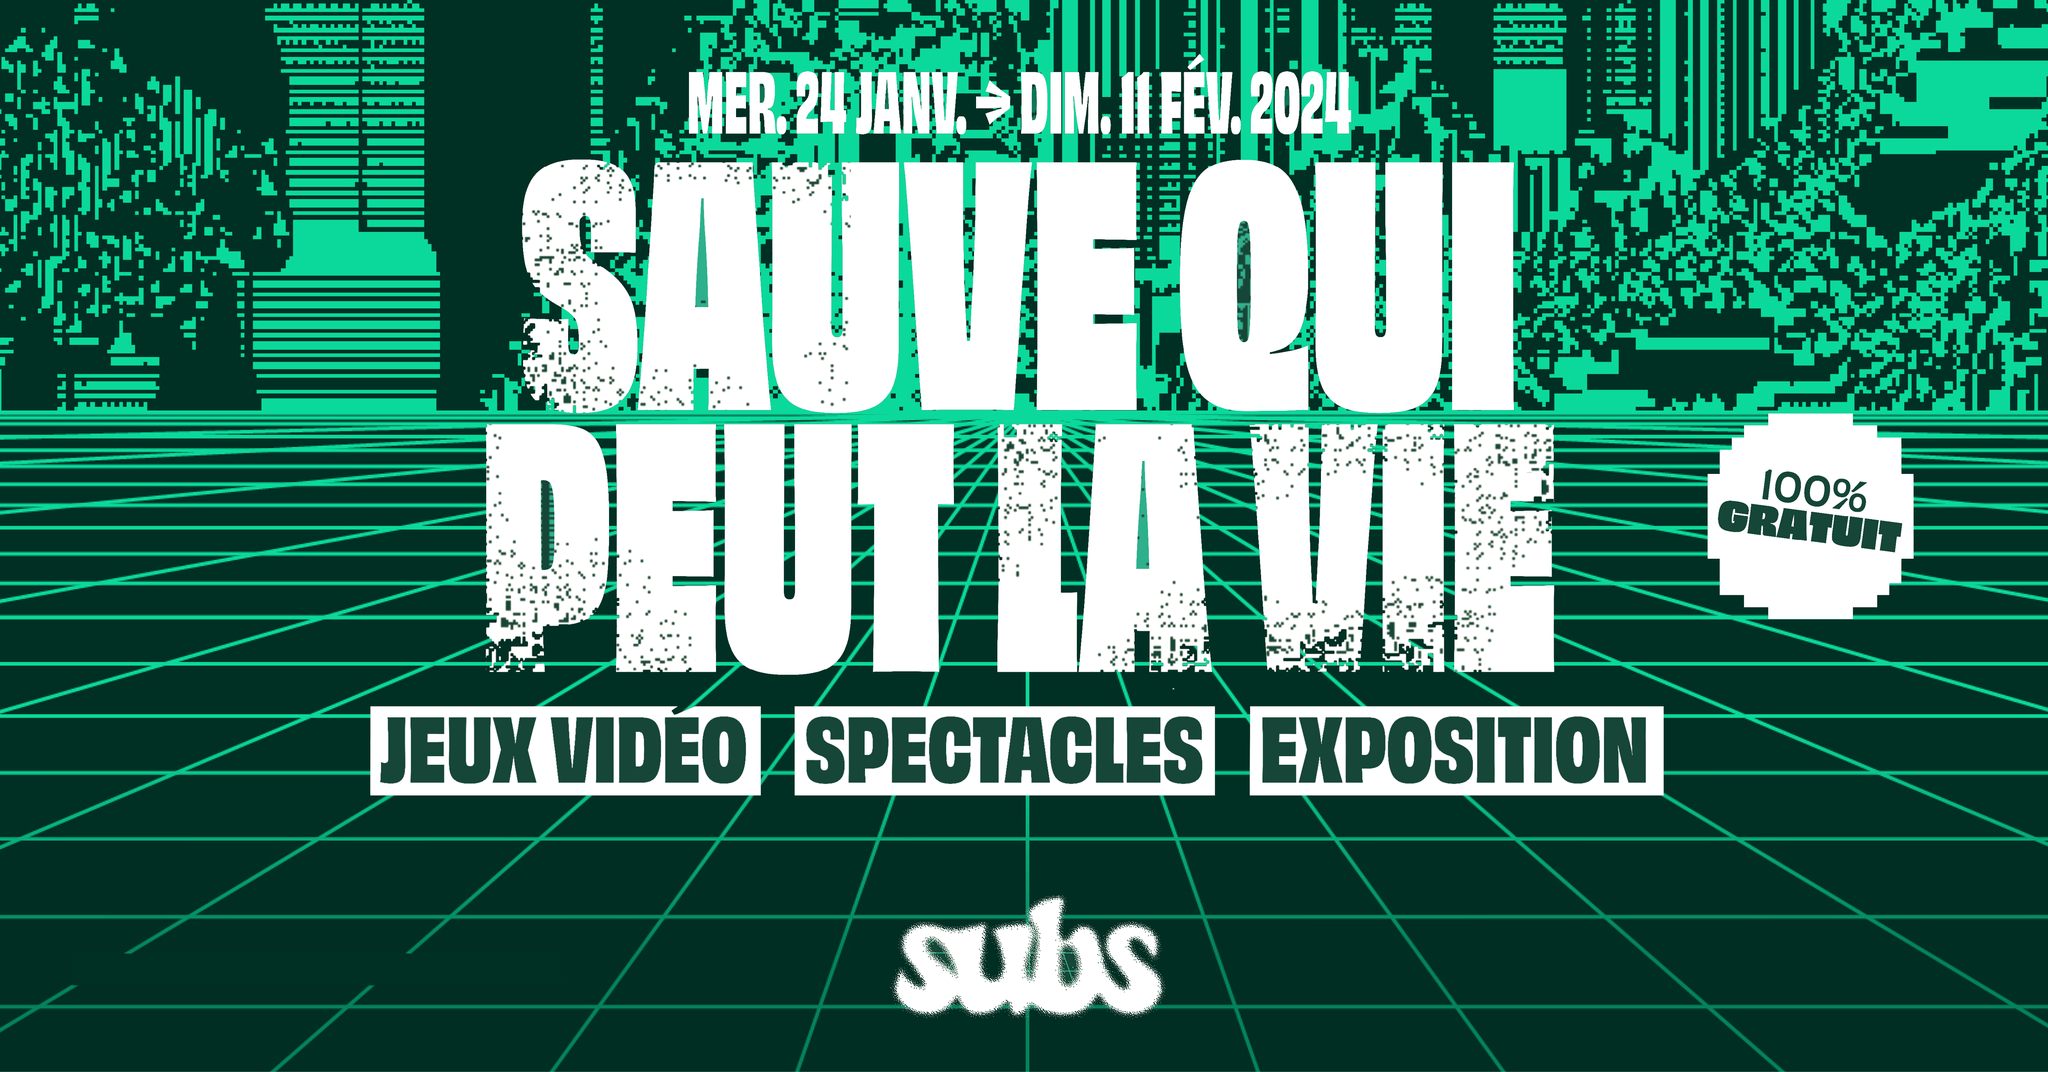 MER. 24 JANV. → DIM. 11 FÉV. 2024
SAUVE QUI
PEUT LA VIE
100%
GRATUIT
JEUX VIDÉO SPECTACLES EXPOSITION
subs